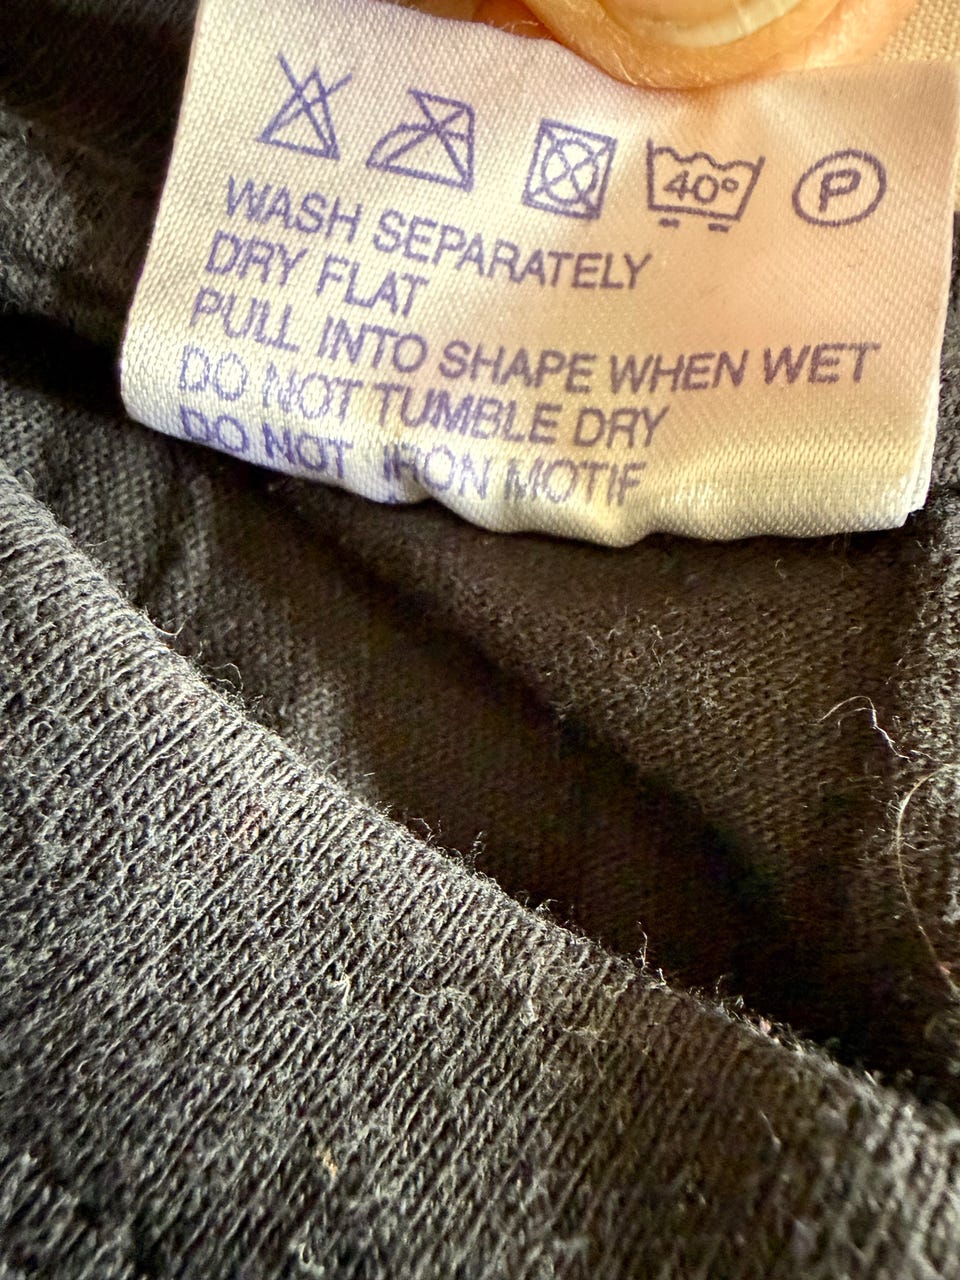 40° P
WASH SEPARATELY
DRY FLAT
PULL INTO SHAPE WHEN WET
DO NOT TUMBLE DRY
DO NOT IRON MOTIF